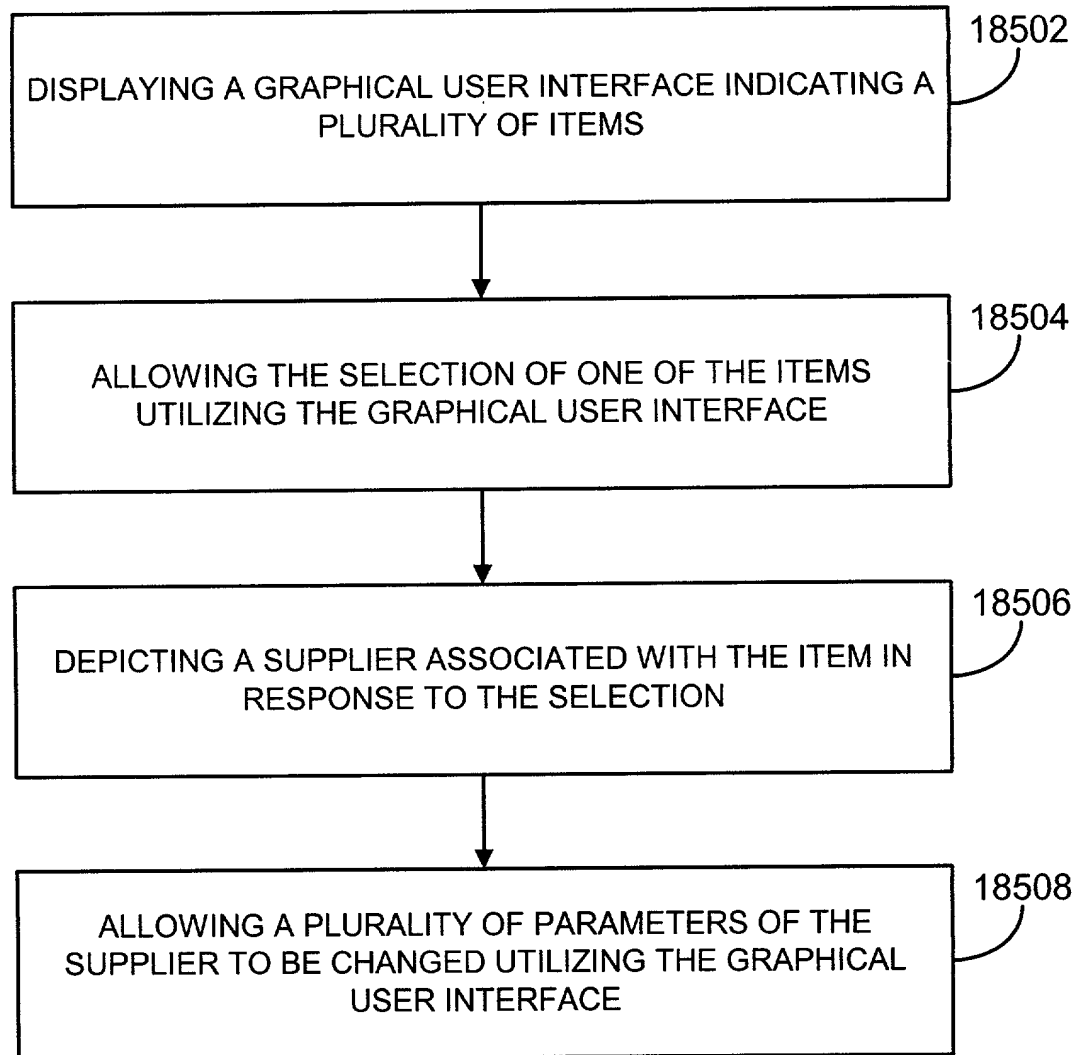 18502
DISPLAYING A GRAPHICAL USER INTERFACE INDICATING A
PLURALITY OF ITEMS
18504
ALLOWING THE SELECTION OF ONE OF THE ITEMS
UTILIZING THE GRAPHICAL USER INTERFACE
18506
DEPICTING A SUPPLIER ASSOCIATED WITH THE ITEM IN
RESPONSE TO THE SELECTION
18508
ALLOWING A PLURALITY OF PARAMETERS OF THE
SUPPLIER TO BE CHANGED UTILIZING THE GRAPHICAL
USER INTERFACE